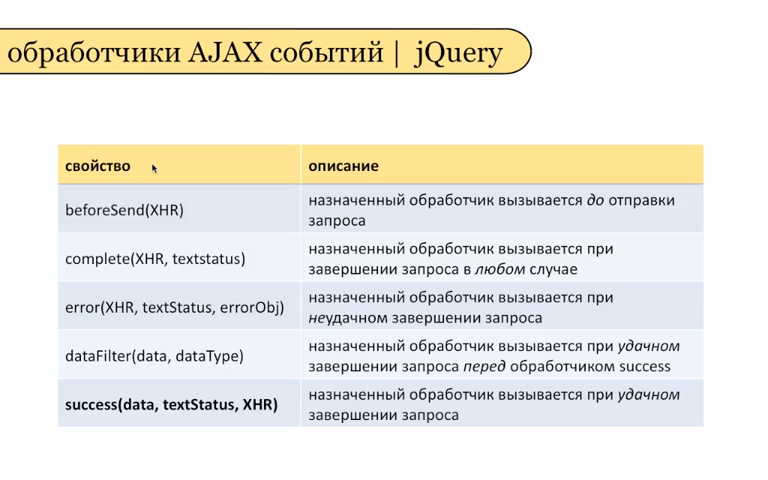 обработчики AJAX событий | jQuery
свойство
описание
beforeSend(XHR)
назначенный обработчик вызывается до отправки
запроса
complete(XHR, textstatus)
назначенный обработчик вызывается при
завершении запроса в любом случае
error(XHR, textStatus, errorObj)
назначенный обработчик вызывается при
неудачном завершении запроса
dataFilter(data, dataType)
назначенный обработчик вызывается при удачном
завершении запроса перед обработчиком success
success(data, textStatus, XHR)
назначенный обработчик вызывается при удачном
завершении запроса